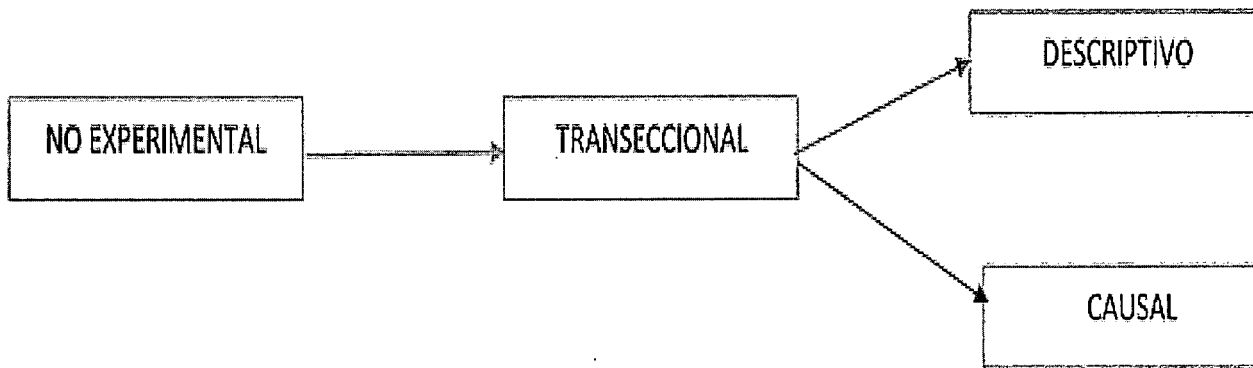 NO EXPERIMENTAL
TRANSECCIONAL
DESCRIPTIVO
CAUSAL